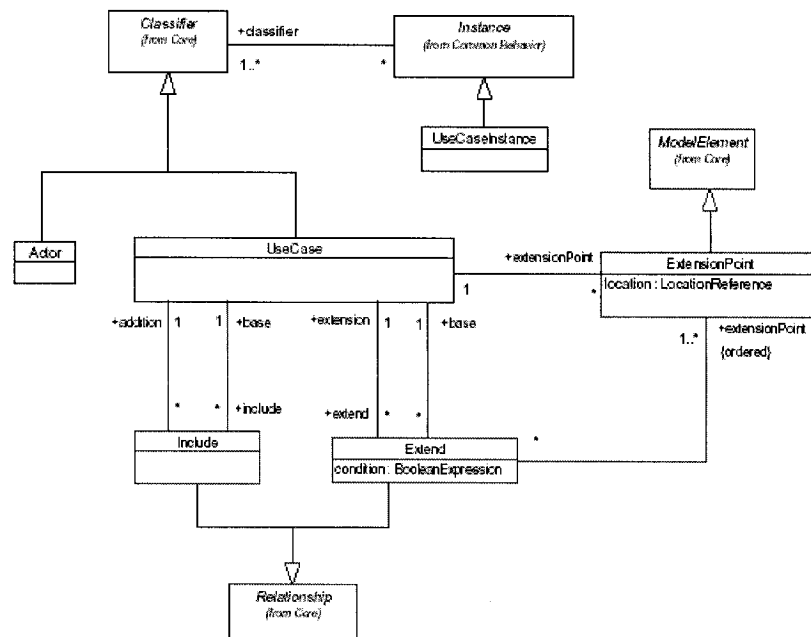 Classifier
(from Core)
+classifier
1..*
*
Instance
(from Common Behavior)
UseCaseInstance
ModelElement
(from Core)
Actor
UseCase
+extensionPoint
1
*
ExtensionPoint
location : LocationReference
+addition
1
1
+base
+extension
1
1
+base
1..*
+extensionPoint
{ordered}
*
*
+include
+extend
*
*
*
Include
Extend
condition : BooleanExpression
Relationship
(from Core)